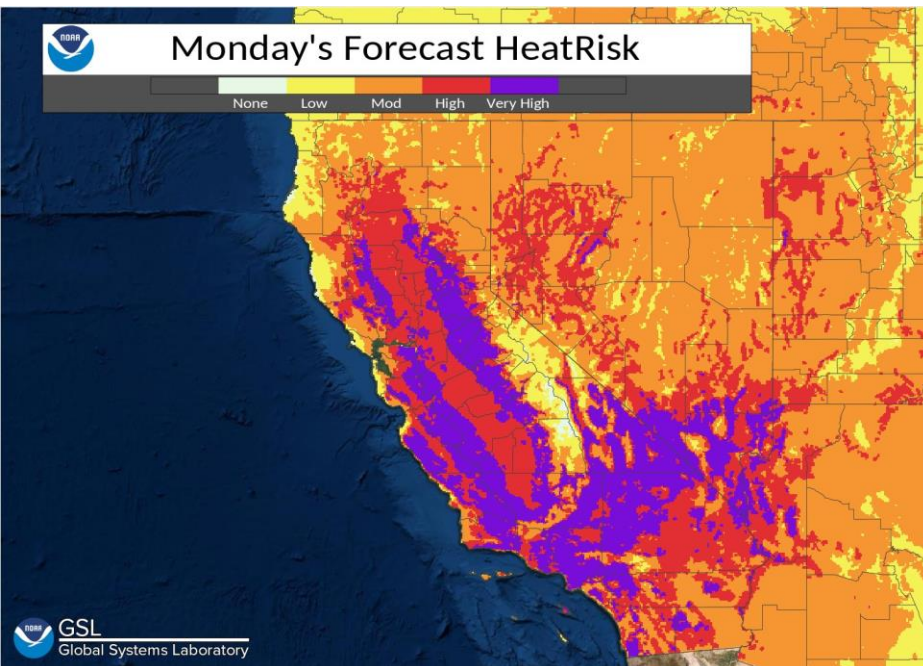 NOAA
Monday's Forecast HeatRisk
None Low Mod High Very High
NOAA
GSL
Global Systems Laboratory